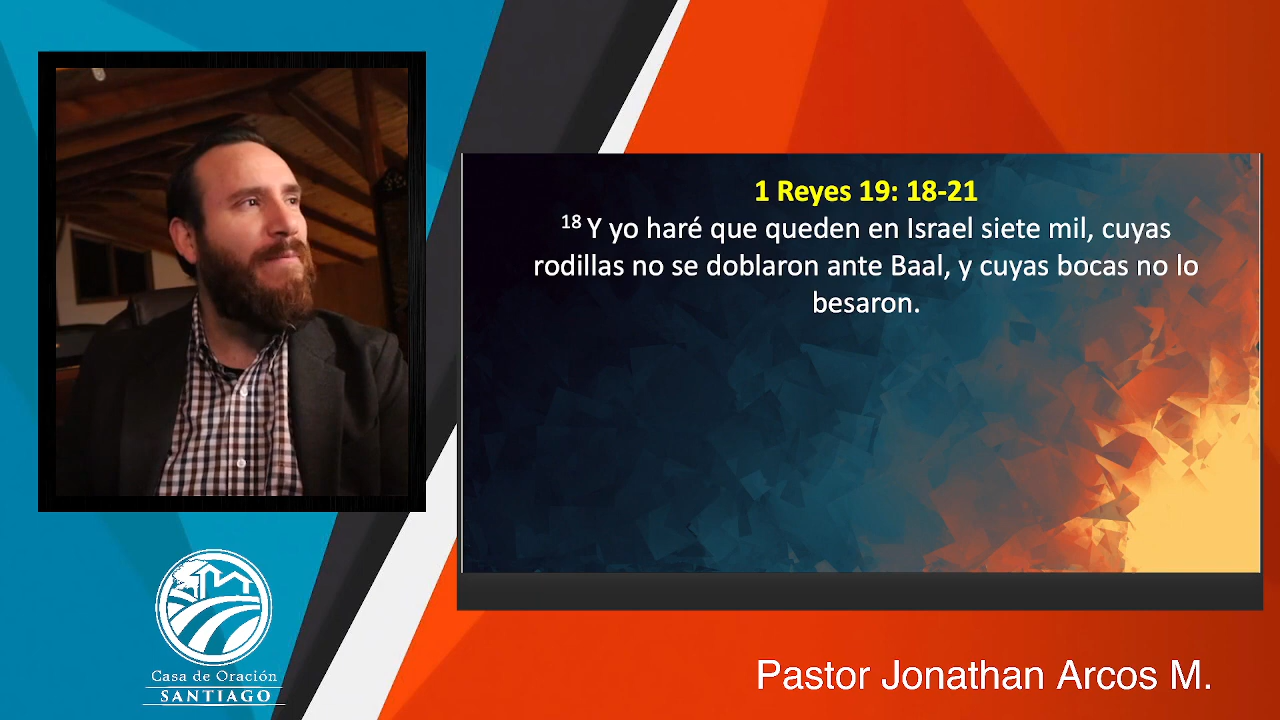 1 Reyes 19: 18-21
18 Y yo haré que queden en Israel siete mil, cuyas
rodillas no se doblaron ante Baal, y cuyas bocas no lo
besaron.
Casa de Oración
SANTIAGO
Pastor Jonathan Arcos M.